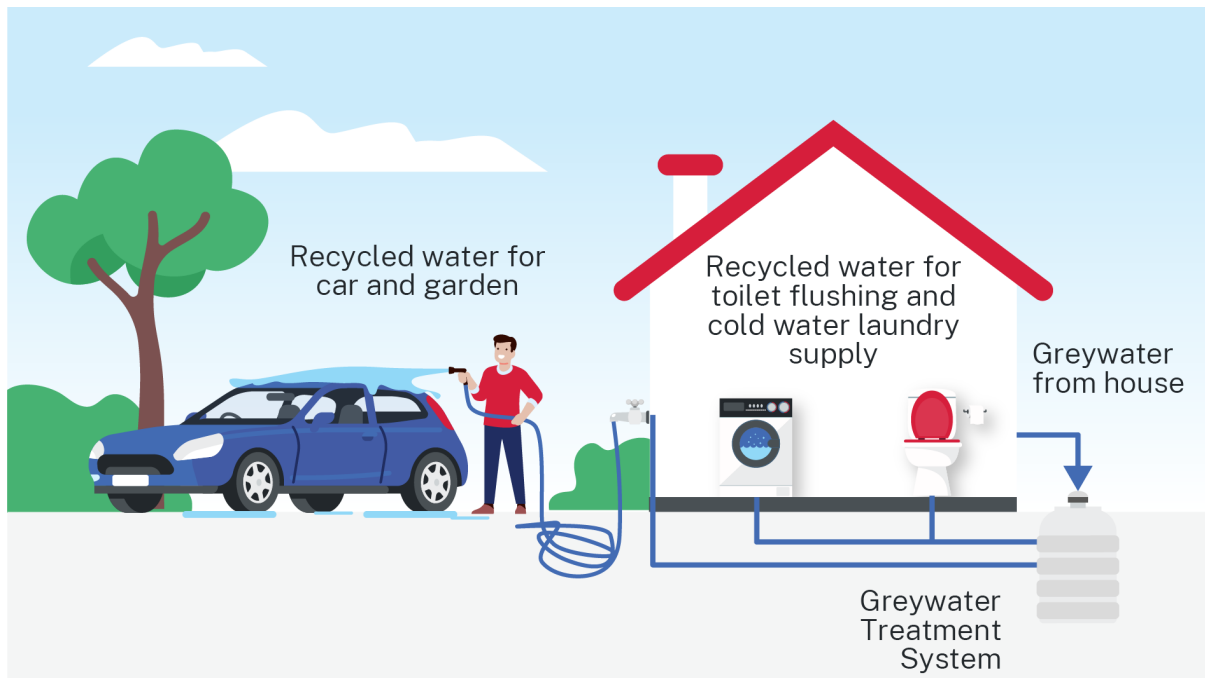 Recycled water for
car and garden
Recycled water for
toilet flushing and
cold water laundry
supply
Greywater
from house
Greywater
Treatment
System